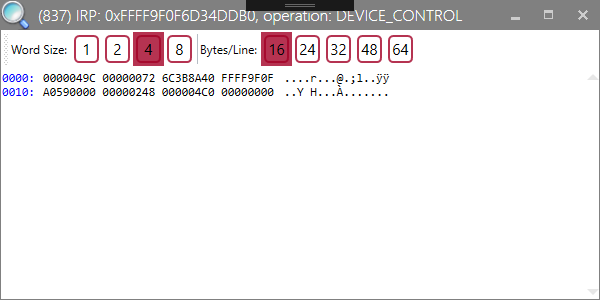 (837) IRP: 0xFFFF9F0F6D34DDB0, operation: DEVICE_CONTROL
Word Size: 1 2 4 8 Bytes/Line: 16 24 32 48 64
0000: 0000049C 00000072 6C3B8A40 FFFF9F0F ....r...@.;l..ÿÿ
0010: A0590000 00000248 000004C0 00000000 ..Y H...À.......